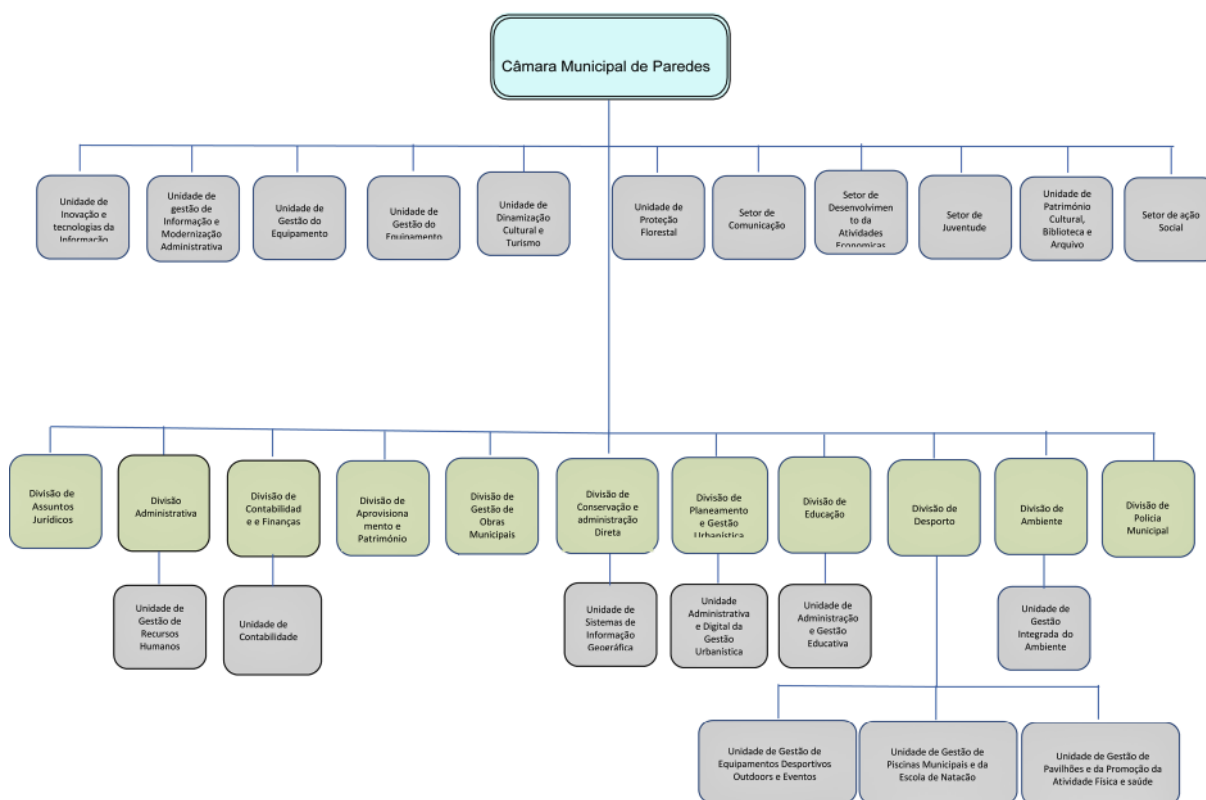 Câmara Municipal de Paredes
Unidade de
Inovação e
tecnologias da
Informação
Unidade de
gestão de
Informação e
Modernização
Administrativa
Unidade de
Gestão do
Equipamento
Unidade de
Gestão do
Equipamento
Unidade de
Dinamização
Cultural e
Turismo
Unidade de
Proteção
Florestal
Setor de
Comunicação
Setor de
Desenvolvimen
to da
Atividades
Economicas
Setor de
Juventude
Unidade de
Património
Cultural,
Biblioteca e
Arquivo
Setor de ação
Social
Divisão de
Assuntos
Jurídicos
Divisão
Administrativa
Divisão de
Contabilidad
e e Finanças
Divisão de
Aprovisiona
mento e
Património
Divisão de
Gestão de
Obras
Municipais
Divisão de
Conservação e
administração
Direta
Divisão de
Planeamento
e Gestão
Urbanística
Divisão de
Educação
Divisão de
Desporto
Divisão de
Ambiente
Divisão de
Policia
Municipal
Unidade de
Gestão de
Recursos
Humanos
Unidade de
Contabilidade
Unidade de
Sistemas de
Informação
Geográfica
Unidade
Administrativa
e Digital da
Gestão
Urbanística
Unidade de
Administração
e Gestão
Educativa
Unidade de
Gestão
Integrada do
Ambiente
Unidade de Gestão de
Equipamentos Desportivos
Outdoors e Eventos
Unidade de Gestão de
Piscinas Municipais e da
Escola de Natacão
Unidade de Gestão de
Pavilhões e da Promoção da
Atividade Física e saúde